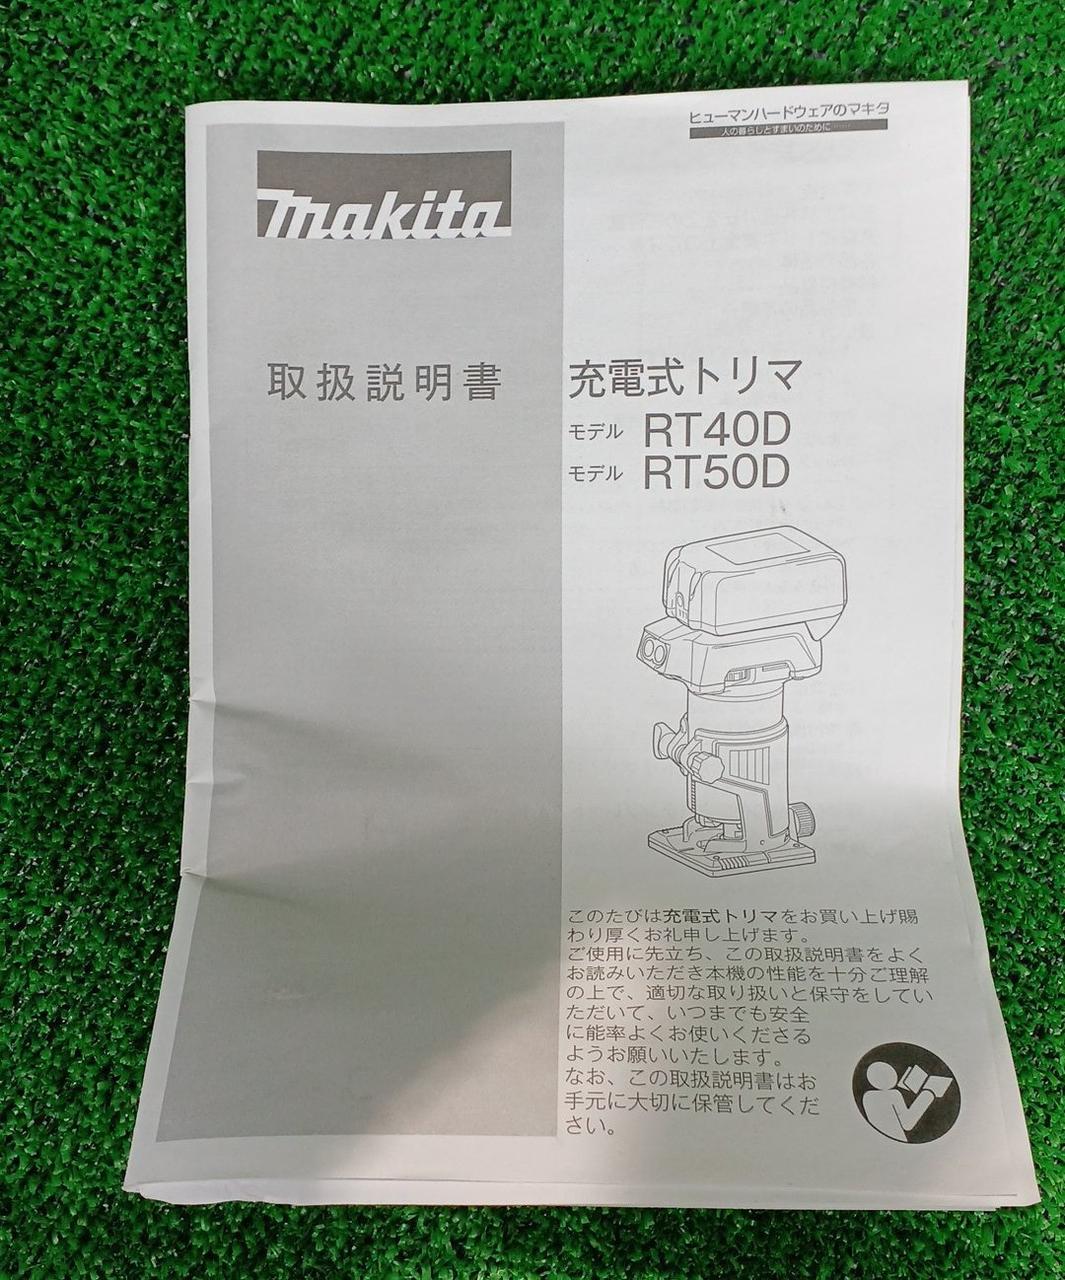 ヒューマンハードウェアのマキタ
人の暮らしとすまいのために……
makita
取扱説明書
充電式トリマ
モデル RT40D
モデル RT50D
このたびは充電式トリマをお買い上げ賜
わり厚くお礼申し上げます。
ご使用に先立ち、この取扱説明書をよく
お読みいただき本機の性能を十分ご理解
の上で、適切な取り扱いと保守をしてい
ただいて、いつまでも安全
に能率よくお使いくださる
ようお願いいたします。
なお、この取扱説明書はお
手元に大切に保管してくだ
さい。